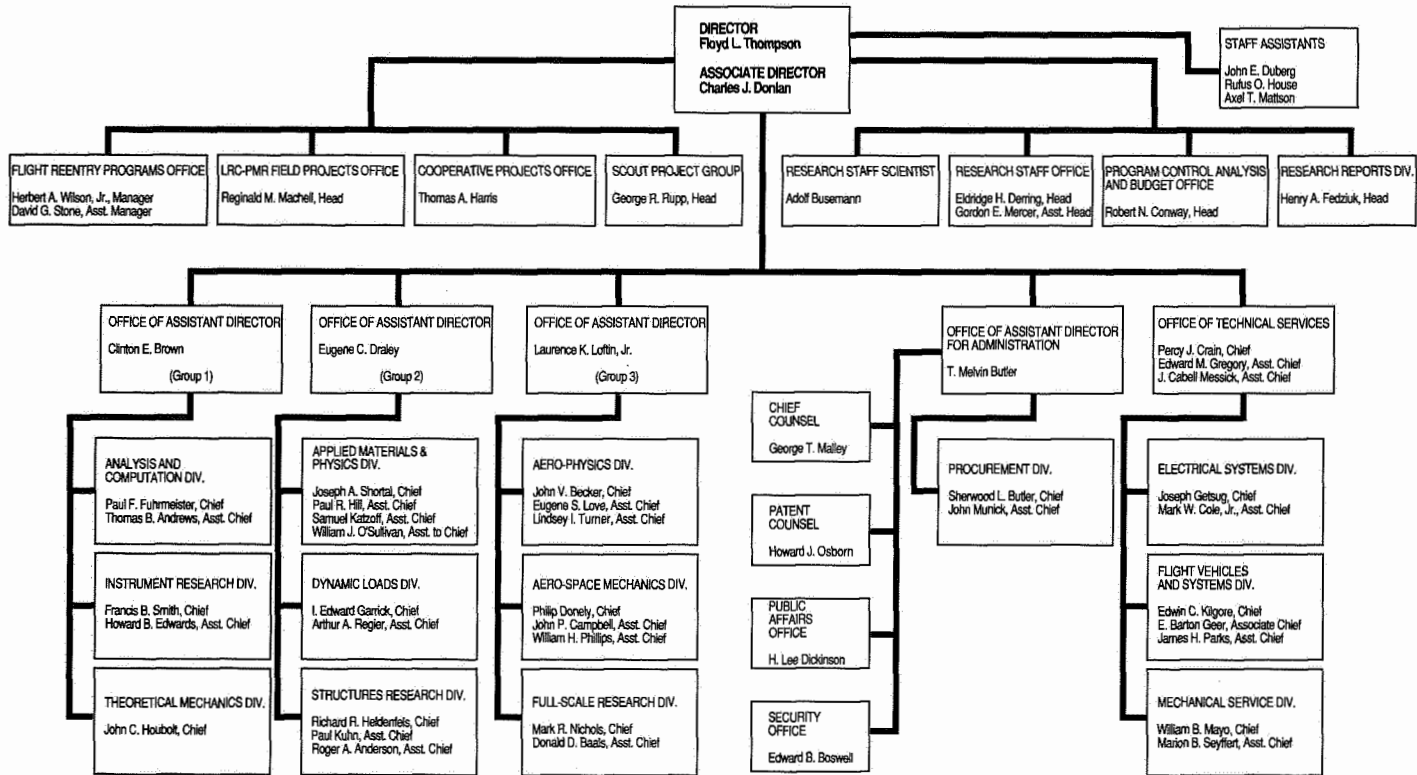 DIRECTOR
Floyd L. Thompson
ASSOCIATE DIRECTOR
Charles J. Donlan
STAFF ASSISTANTS
John E. Duberg
Rufus O. House
Axel T. Mattson
FLIGHT REENTRY PROGRAMS OFFICE
Herbert A. Wilson, Jr., Manager
David G. Stone, Asst. Manager
LRC-PMR FIELD PROJECTS OFFICE
Reginald M. Machell, Head
COOPERATIVE PROJECTS OFFICE
Thomas A. Harris
SCOUT PROJECT GROUP
George R. Rupp, Head
RESEARCH STAFF SCIENTIST
Adolf Busemann
RESEARCH STAFF OFFICE
Eldridge H. Derring, Head
Gordon E. Mercer, Asst. Head
PROGRAM CONTROL ANALYSIS
AND BUDGET OFFICE
Robert N. Conway, Head
RESEARCH REPORTS DIV.
Henry A. Fedziuk, Head
OFFICE OF ASSISTANT DIRECTOR
Clinton E. Brown
(Group 1)
OFFICE OF ASSISTANT DIRECTOR
Eugene C. Draley
(Group 2)
OFFICE OF ASSISTANT DIRECTOR
Laurence K. Loftin, Jr.
(Group 3)
OFFICE OF ASSISTANT DIRECTOR
FOR ADMINISTRATION
T. Melvin Butler
OFFICE OF TECHNICAL SERVICES
Percy J. Crain, Chief
Edward M. Gregory, Asst. Chief
J. Cabell Messick, Asst. Chief
ANALYSIS AND
COMPUTATION DIV.
Paul F. Fuhrmeister, Chief
Thomas B. Andrews, Asst. Chief
INSTRUMENT RESEARCH DIV.
Francis B. Smith, Chief
Howard B. Edwards, Asst. Chief
THEORETICAL MECHANICS DIV.
John C. Houbolt, Chief
APPLIED MATERIALS &
PHYSICS DIV.
Joseph A. Shortal, Chief
Paul R. Hill, Asst. Chief
Samuel Katzoff, Asst. Chief
William J. O'Sullivan, Asst. to Chief
DYNAMIC LOADS DIV.
I. Edward Garrick, Chief
Arthur A. Regier, Asst. Chief
STRUCTURES RESEARCH DIV.
Richard R. Heldenfels, Chief
Paul Kuhn, Asst. Chief
Roger A. Anderson, Asst. Chief
AERO-PHYSICS DIV.
John V. Becker, Chief
Eugene S. Love, Asst. Chief
Lindsey I. Turner, Asst. Chief
AERO-SPACE MECHANICS DIV.
Philip Donely, Chief
John P. Campbell, Asst. Chief
William H. Phillips, Asst. Chief
FULL-SCALE RESEARCH DIV.
Mark R. Nichols, Chief
Donald D. Baals, Asst. Chief
CHIEF
COUNSEL
George T. Malley
PATENT
COUNSEL
Howard J. Osborn
PUBLIC
AFFAIRS
OFFICE
H. Lee Dickinson
SECURITY
OFFICE
Edward B. Boswell
PROCUREMENT DIV.
Sherwood L. Butler, Chief
John Munick, Asst. Chief
ELECTRICAL SYSTEMS DIV.
Joseph Getsug, Chief
Mark W. Cole, Jr., Asst. Chief
FLIGHT VEHICLES
AND SYSTEMS DIV.
Edwin C. Kilgore, Chief
E. Barton Geer, Associate Chief
James H. Parks, Asst. Chief
MECHANICAL SERVICE DIV.
William B. Mayo, Chief
Marion B. Seyffert, Asst. Chief